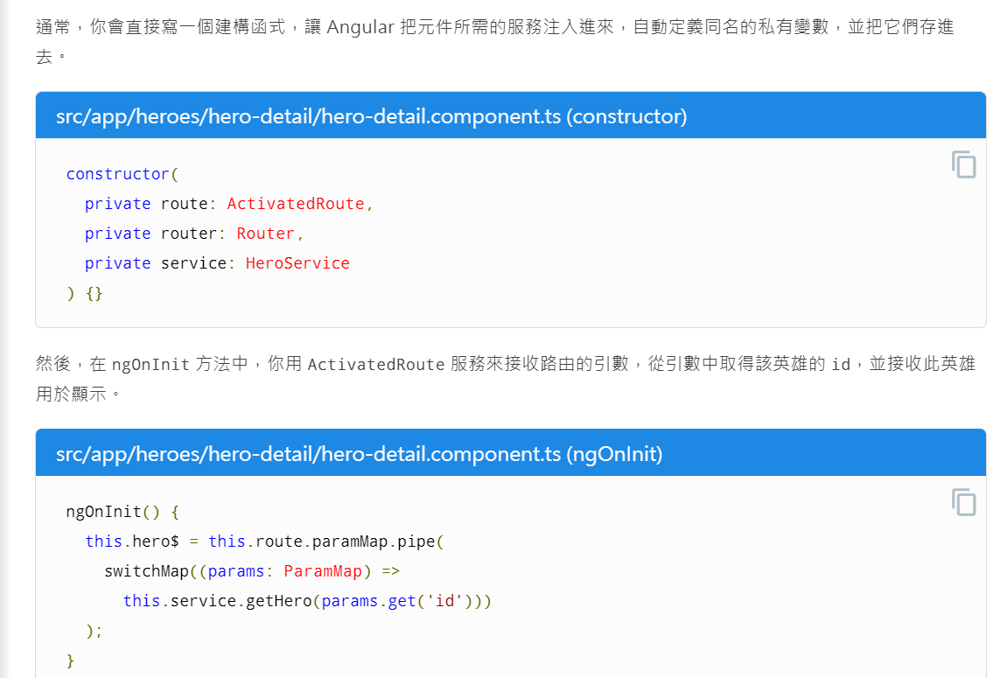 通常，你會直接寫一個建構函式，讓 Angular 把元件所需的服務注入進來，自動定義同名的私有變數，並把它們存進
去。
src/app/heroes/hero-detail/hero-detail.component.ts (constructor)
constructor(
  private route: ActivatedRoute,
  private router: Router,
  private service: HeroService
) {}
然後，在 ngOnInit 方法中，你用 ActivatedRoute 服務來接收路由的引數，從引數中取得該英雄的 id，並接收此英雄
用於顯示。
src/app/heroes/hero-detail/hero-detail.component.ts (ngOnInit)
ngOnInit() {
  this.hero$ = this.route.paramMap.pipe(
    switchMap((params: ParamMap) =>
      this.service.getHero(params.get('id')))
  );
}